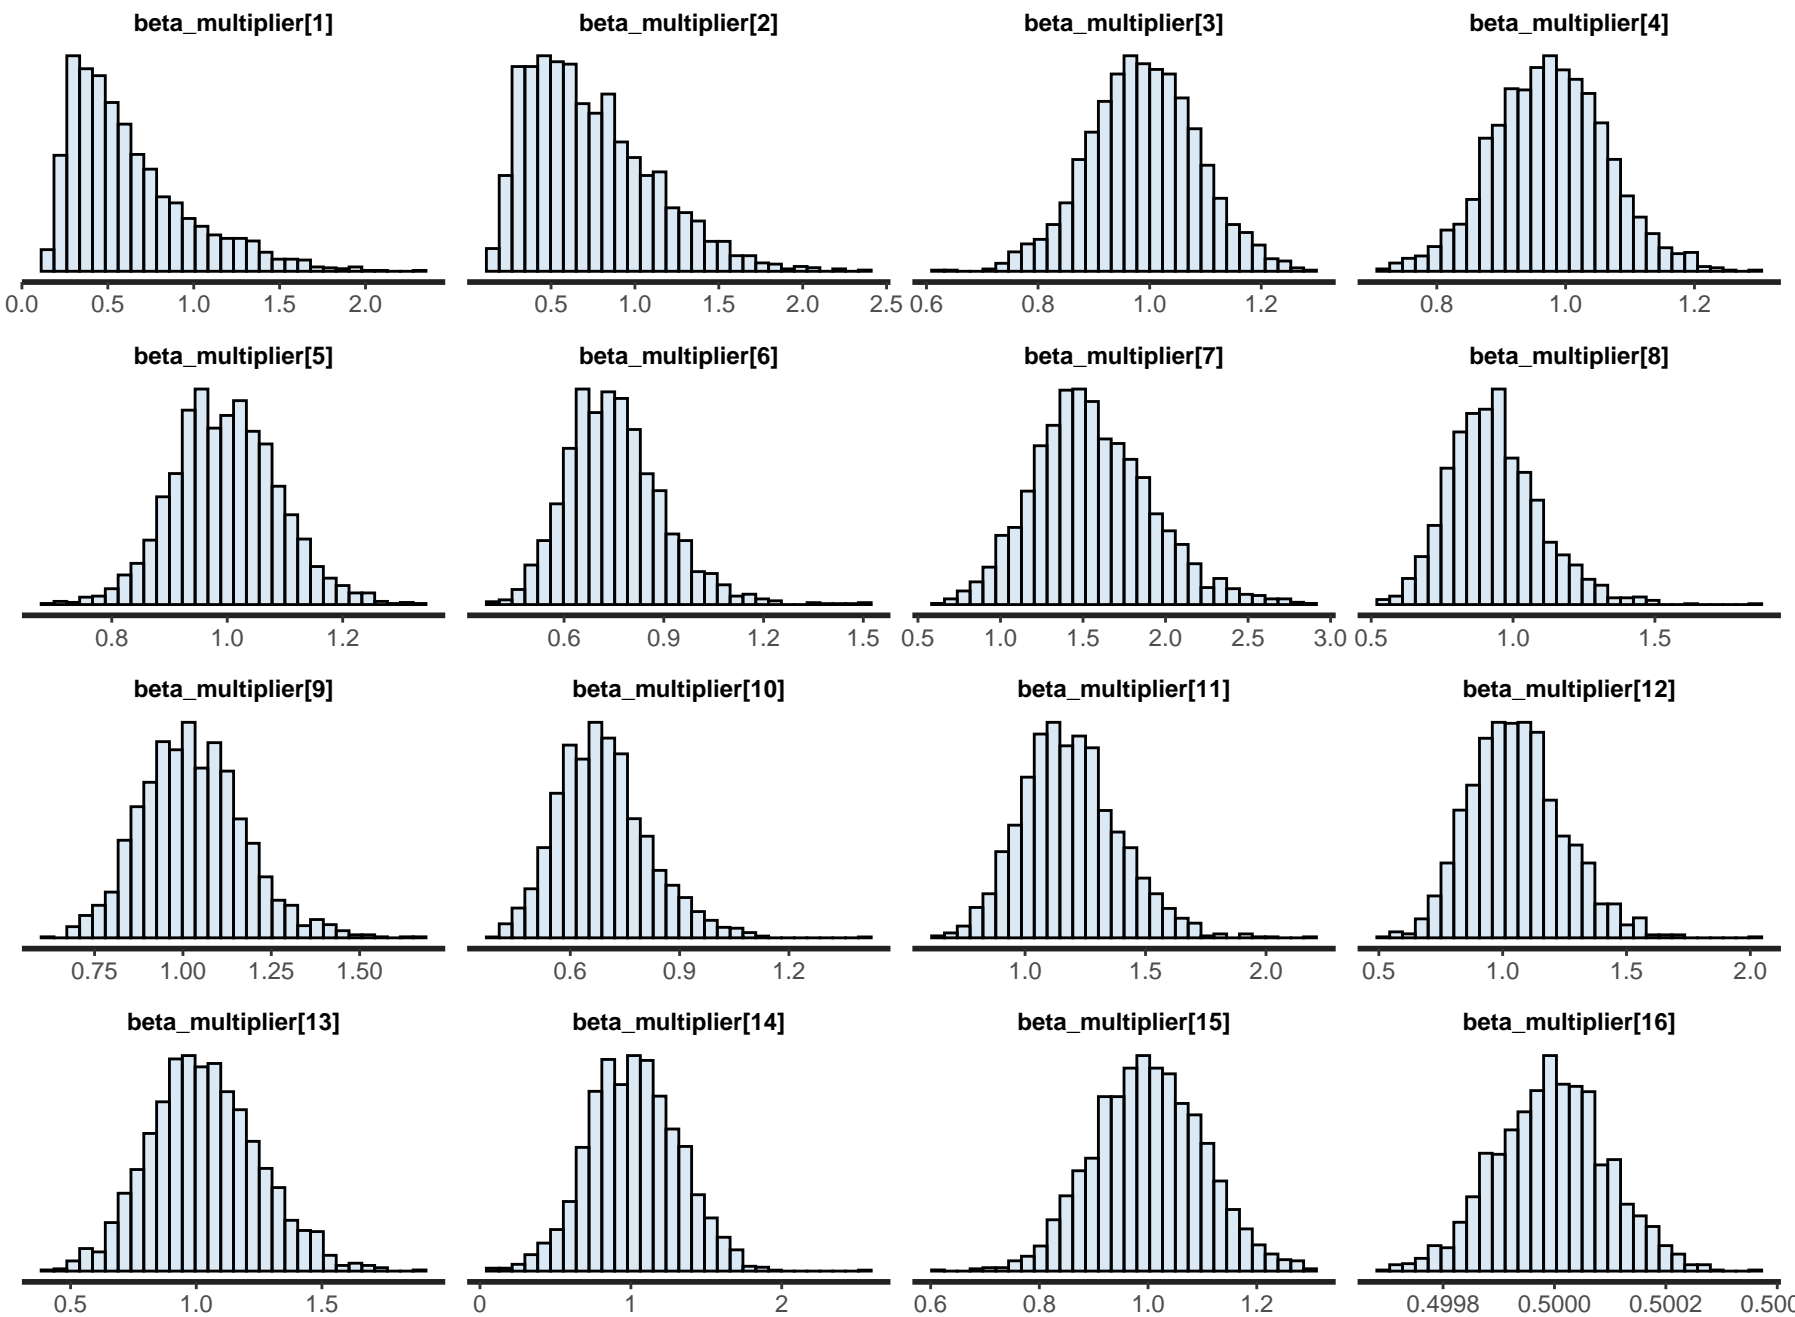 beta_multiplier[1] beta_multiplier[2] beta_multiplier[3] beta_multiplier[4]
0.0 0.5 1.0 1.5 2.0 0.5 1.0 1.5 2.0 2.5 0.6 0.8 1.0 1.2 0.8 1.0 1.2
beta_multiplier[5] beta_multiplier[6] beta_multiplier[7] beta_multiplier[8]
0.8 1.0 1.2 0.6 0.9 1.2 1.5 0.5 1.0 1.5 2.0 2.5 3.0 0.5 1.0 1.5
beta_multiplier[9] beta_multiplier[10] beta_multiplier[11] beta_multiplier[12]
0.75 1.00 1.25 1.50 0.6 0.9 1.2 1.0 1.5 2.0 0.5 1.0 1.5 2.0
beta_multiplier[13] beta_multiplier[14] beta_multiplier[15] beta_multiplier[16]
0.5 1.0 1.5 0 1 2 0.6 0.8 1.0 1.2 0.4998 0.5000 0.5002